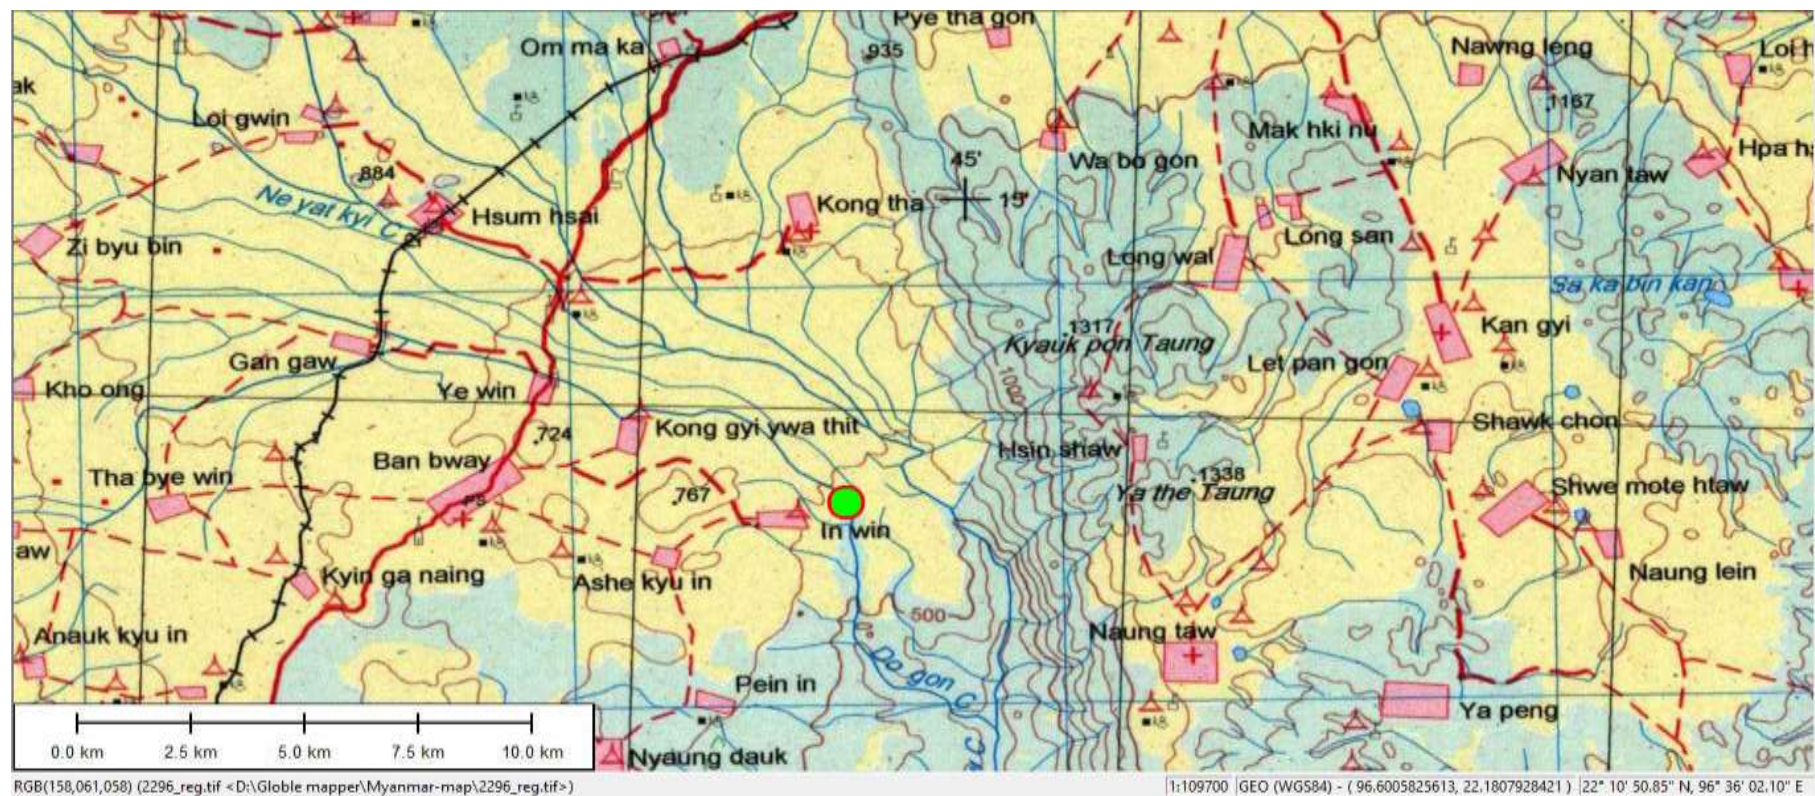 Pye tha gon
Om ma ka
935
Nawng leng
Loi h
ak
1167
Loi gwin
Mak hki nu
Hpa h
884
45'
Wa bo gon
Nyan taw
Ne yat kyi C
Hsum hsai
Kong tha
15'
Zi byu bin
Long san
Long wal
Sa ka bin kan
1317
Kyauk pon Taung
Kan gyi
Gan gaw
Let pan gon
Kho ong
Ye win
1000
724
Kong gyi ywa thit
Shawk chon
Hsin shaw
Ban bway
Tha bye win
1338
Ya the Taung
Shwe mote htaw
PS
767
In win
aw
Kyin ga naing
Ashe kyu in
Naung lein
500
Anauk kyu in
Naung taw
Do gon C
Pein in
Ya peng
Nyaung dauk
0.0 km 2.5 km 5.0 km 7.5 km 10.0 km
RGB(158,061,058) (2296_reg.tif <D:\Globle mapper\Myanmar-map\2296_reg.tif>)
1:109700 GEO (WGS84) - ( 96.6005825613, 22.1807928421 ) 22° 10' 50.85" N, 96° 36' 02.10" E